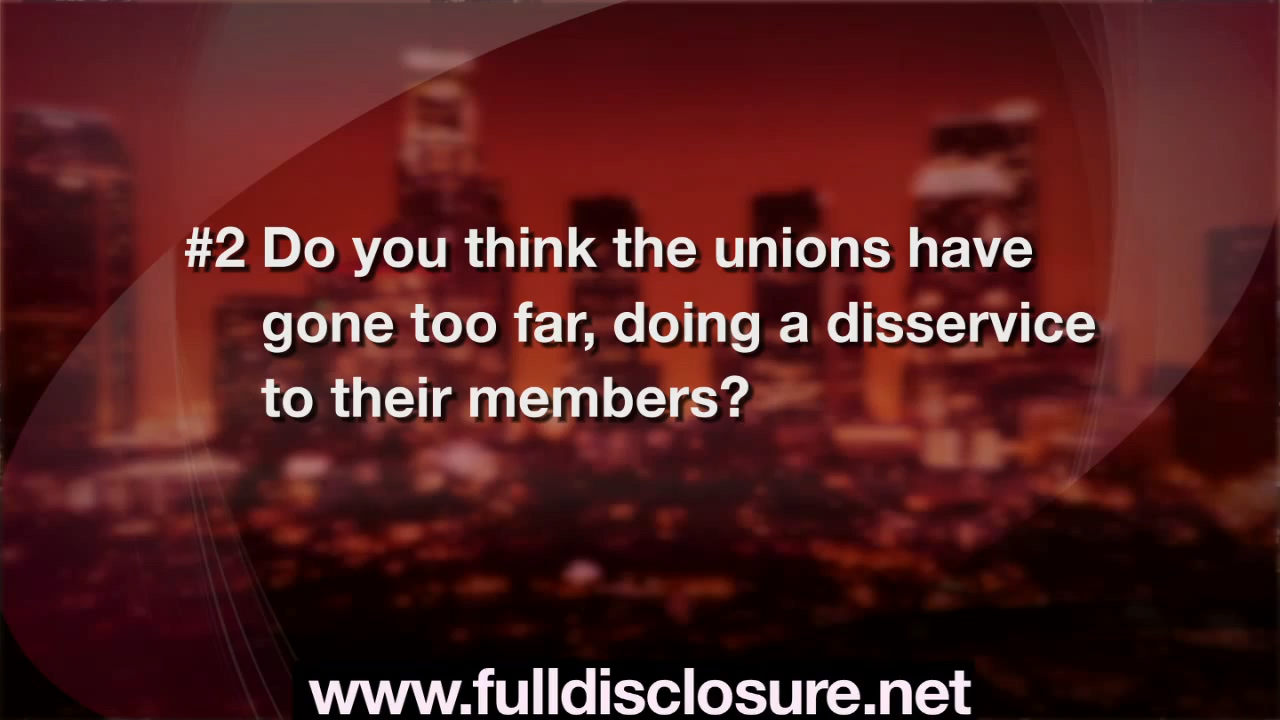 #2 Do you think the unions have
gone too far, doing a disservice
to their members?
www.fulldisclosure.net